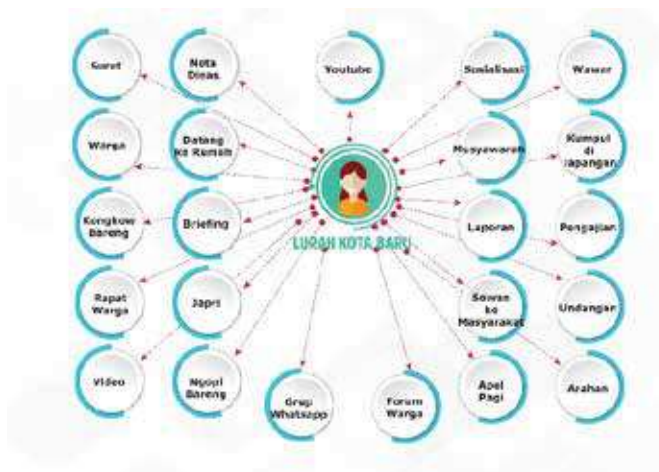 Surat
Nota
Dinas
Youtube
Sosialisasi
Wawar
Warga
Datang
ke Rumah
Musyawarah
Kumpul
di
Lapangan
Kongkow
Bareng
Briefing
LURAH KOTA BARU
Laporan
Pengajian
Rapat
Warga
Japri
Sowan
ke
Masyarakat
Undangan
Video
Ngopi
Bareng
Grup
Whatsapp
Forum
Warga
Apel
Pagi
Arahan